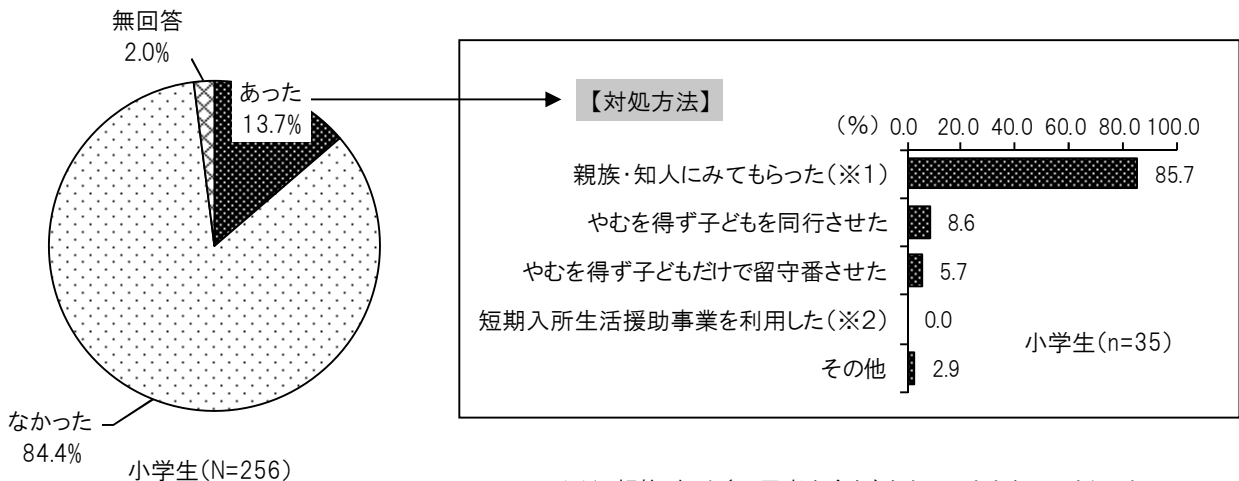 無回答
2.0%
あった
13.7%
なかった
84.4%
小学生(N=256)
【対処方法】
(%) 0.0 20.0 40.0 60.0 80.0 100.0
親族・知人にみてもらった(※1) 85.7
やむを得ず子どもを同行させた 8.6
やむを得ず子どもだけで留守番させた 5.7
短期入所生活援助事業を利用した(※2) 0.0
その他 2.9
小学生(n=35)